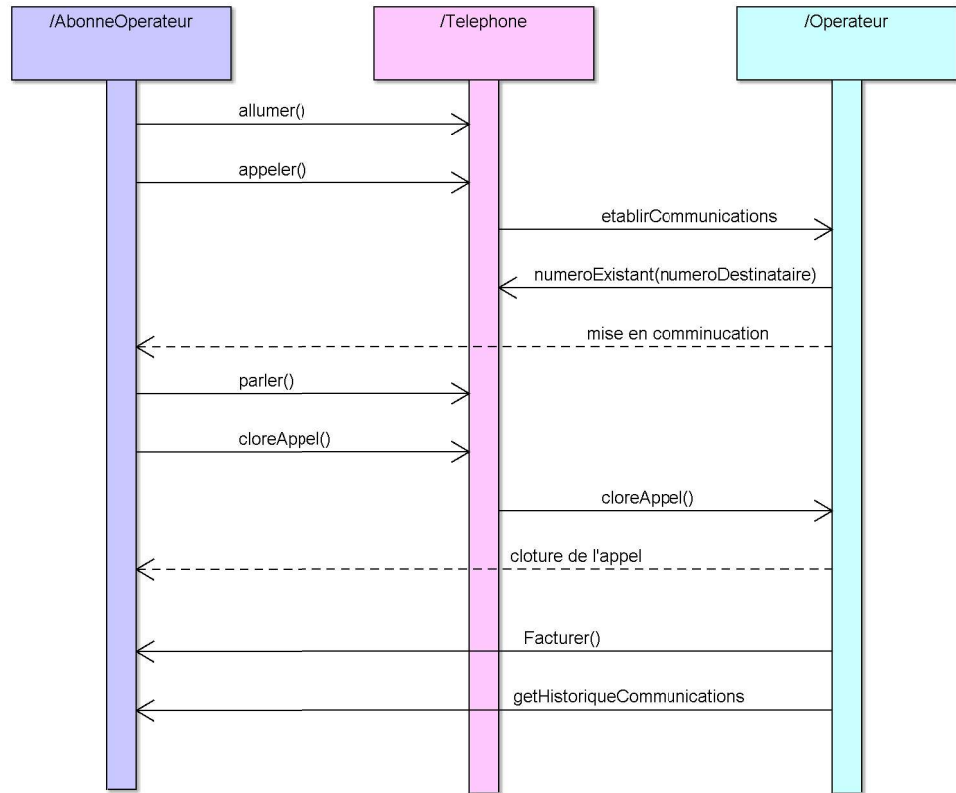 /AbonneOperateur
/Telephone
/Operateur
allumer()
appeler()
etablirCommunications
numeroExistant(numeroDestinataire)
mise en comminucation
parler()
cloreAppel()
cloreAppel()
cloture de l'appel
Facturer()
getHistoriqueCommunications